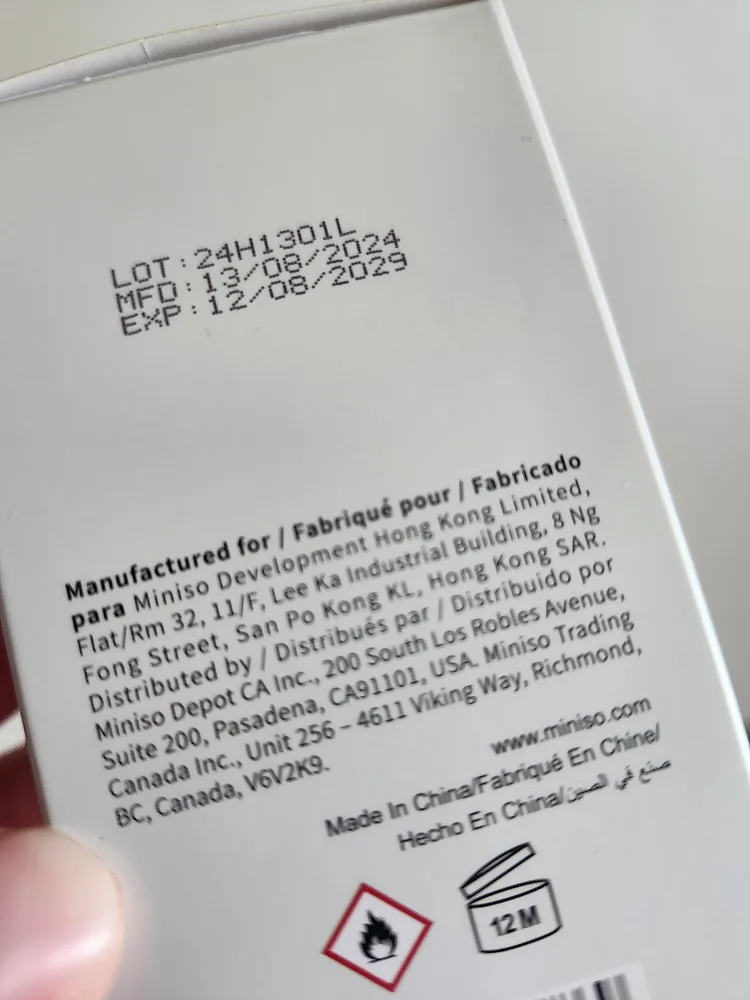 LOT:24H1301L
MFD:13/08/2024
EXP:12/08/2029
Manufactured for / Fabriqué pour / Fabricado
para Miniso Development Hong Kong Limited,
Flat/Rm 32, 11/F, Lee Ka Industrial Building, 8 Ng
Fong Street, San Po Kong KL, Hong Kong SAR.
Distributed by / Distribués par / Distribuido por
Miniso Depot CA Inc., 200 South Los Robles Avenue,
Suite 200, Pasadena, CA91101, USA. Miniso Trading
Canada Inc., Unit 256 – 4611 Viking Way, Richmond,
BC, Canada, V6V2K9.
www.miniso.com
Made In China/Fabriqué En Chine/
Hecho En China/صنع في الصين
12M